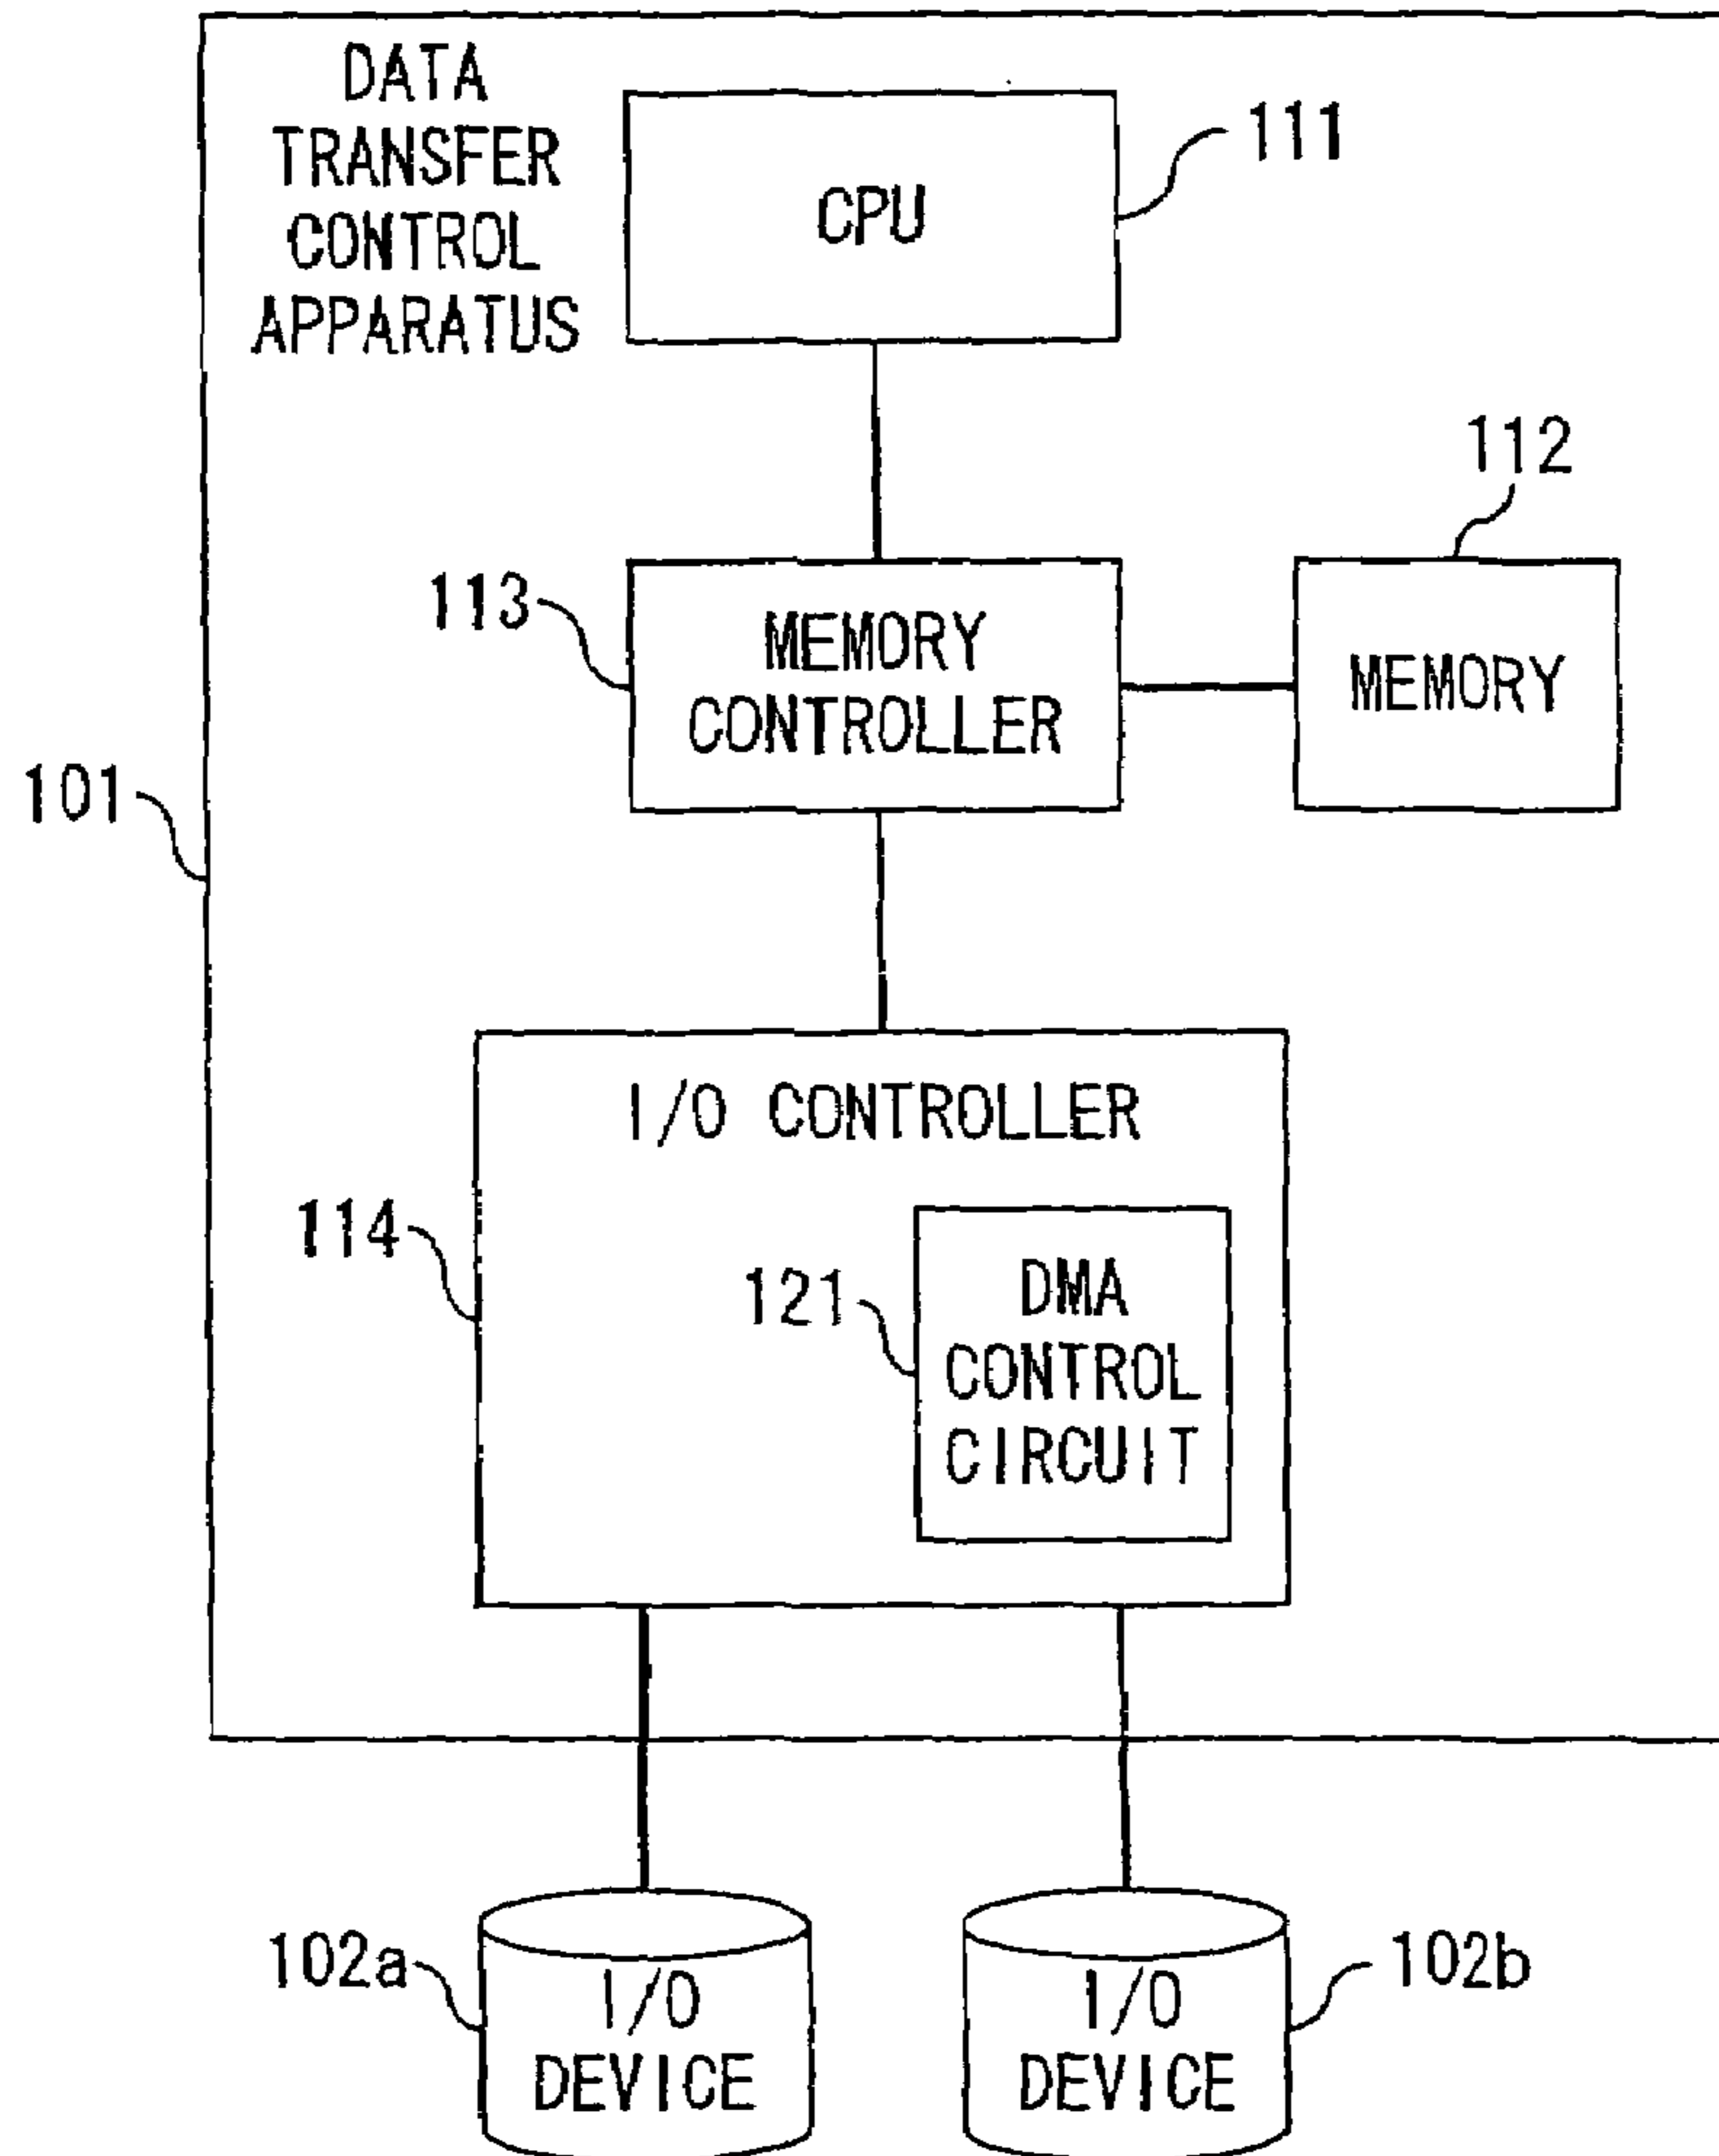 DATA
TRANSFER
CONTROL
APPARATUS
CPU
111
112
113
MEMORY
CONTROLLER
MEMORY
101
I/O CONTROLLER
114
121
DMA
CONTROL
CIRCUIT
102a
I/O
DEVICE
I/O
DEVICE
102b